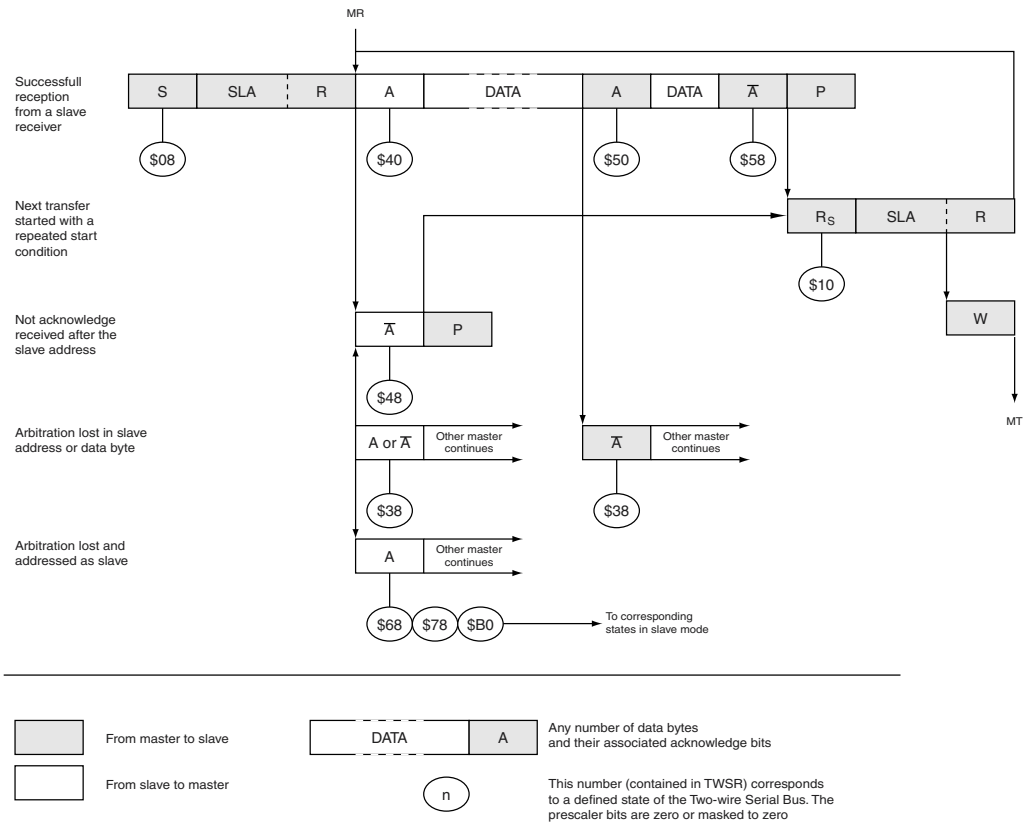 MR
Successfull
reception
from a slave
receiver
S SLA R A DATA A DATA A̅ P
$08 $40 $50 $58
Next transfer
started with a
repeated start
condition
RS SLA R
$10
Not acknowledge
received after the
slave address
A̅ P
W
$48
MT
Arbitration lost in slave
address or data byte
A or A̅ Other master
continues
A̅ Other master
continues
$38 $38
Arbitration lost and
addressed as slave
A Other master
continues
$68 $78 $B0 To corresponding
states in slave mode
From master to slave
DATA A Any number of data bytes
and their associated acknowledge bits
From slave to master
n This number (contained in TWSR) corresponds
to a defined state of the Two-wire Serial Bus. The
prescaler bits are zero or masked to zero